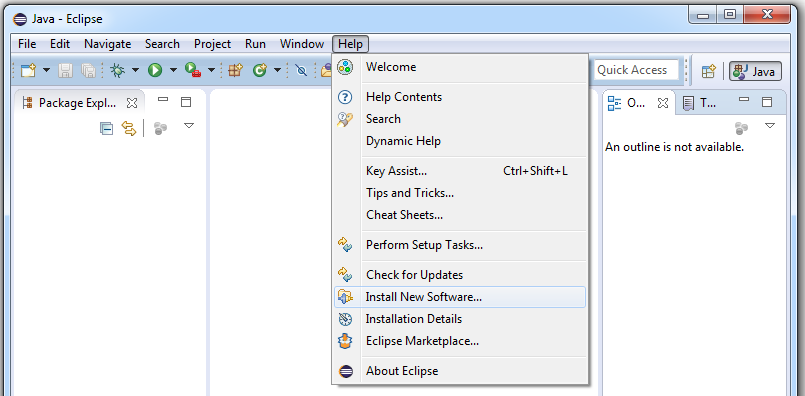 Java - Eclipse
File Edit Navigate Search Project Run Window Help
Quick Access
Java
Package Expl...
O...
T...
An outline is not available.
Welcome
Help Contents
Search
Dynamic Help
Key Assist... Ctrl+Shift+L
Tips and Tricks...
Cheat Sheets...
Perform Setup Tasks...
Check for Updates
Install New Software...
Installation Details
Eclipse Marketplace...
About Eclipse